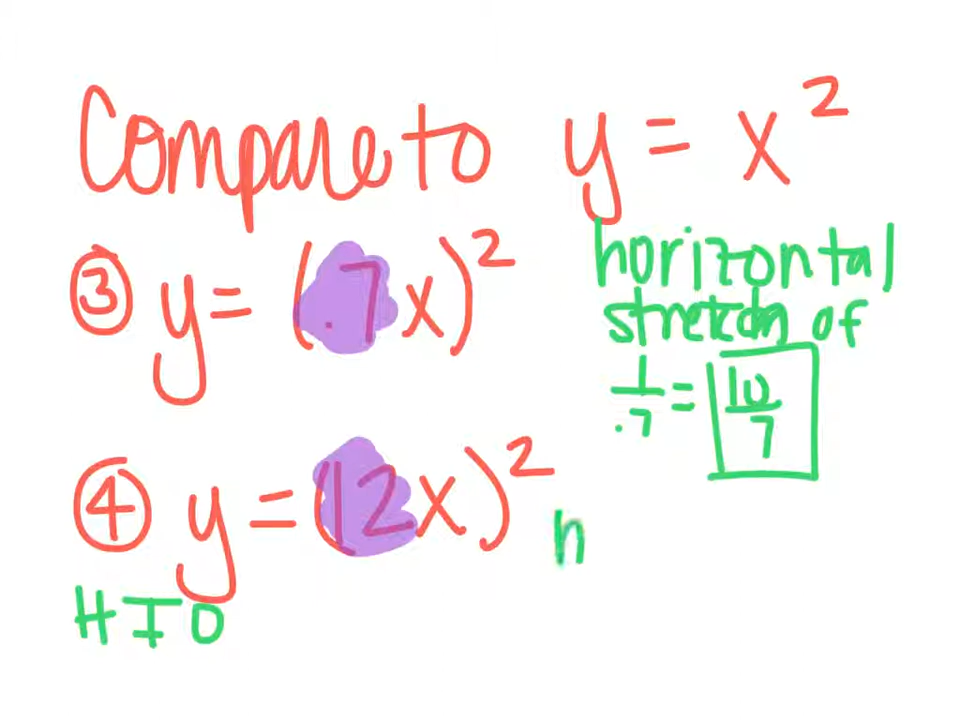 Compare to y = x²
③ y = (.7x)²
horizontal
stretch of
1/.7 = 10/7
④ y = (12x)² h
HIO